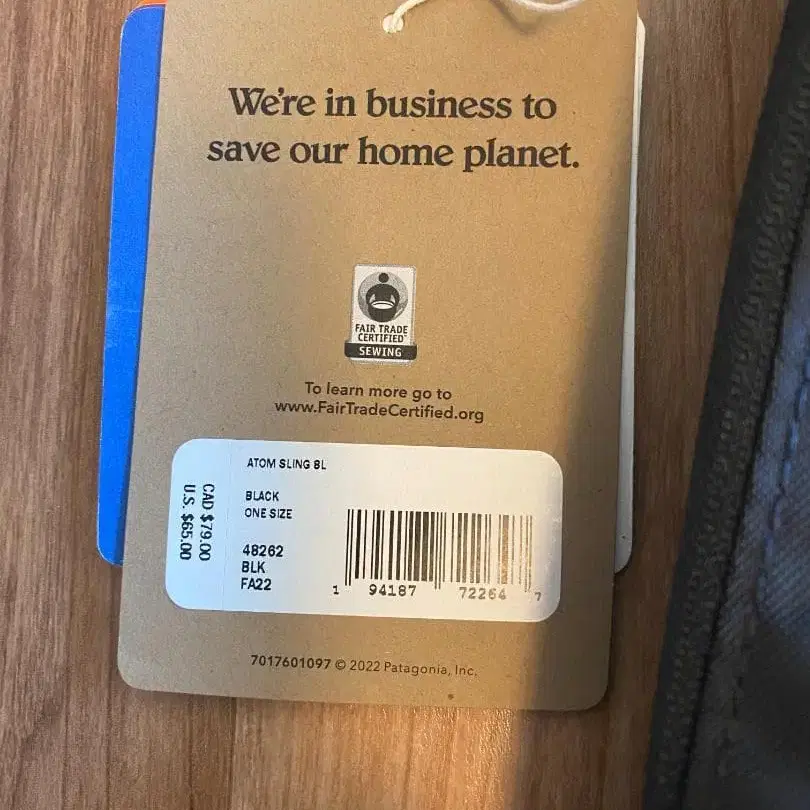 We're in business to
save our home planet.
FAIR TRADE
CERTIFIED™
SEWING
To learn more go to
www.FairTradeCertified.org
ATOM SLING 8L
BLACK
ONE SIZE
48262
BLK
FA22
CAD $79.00
U.S. $65.00
1 94187 72264 7
7017601097 © 2022 Patagonia, Inc.